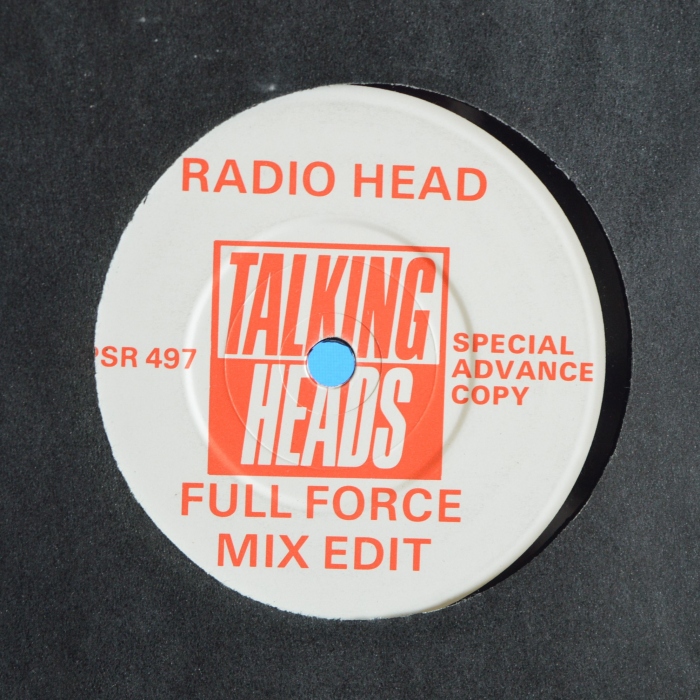 RADIO HEAD
TALKING
HEADS
PSR 497
SPECIAL
ADVANCE
COPY
FULL FORCE
MIX EDIT